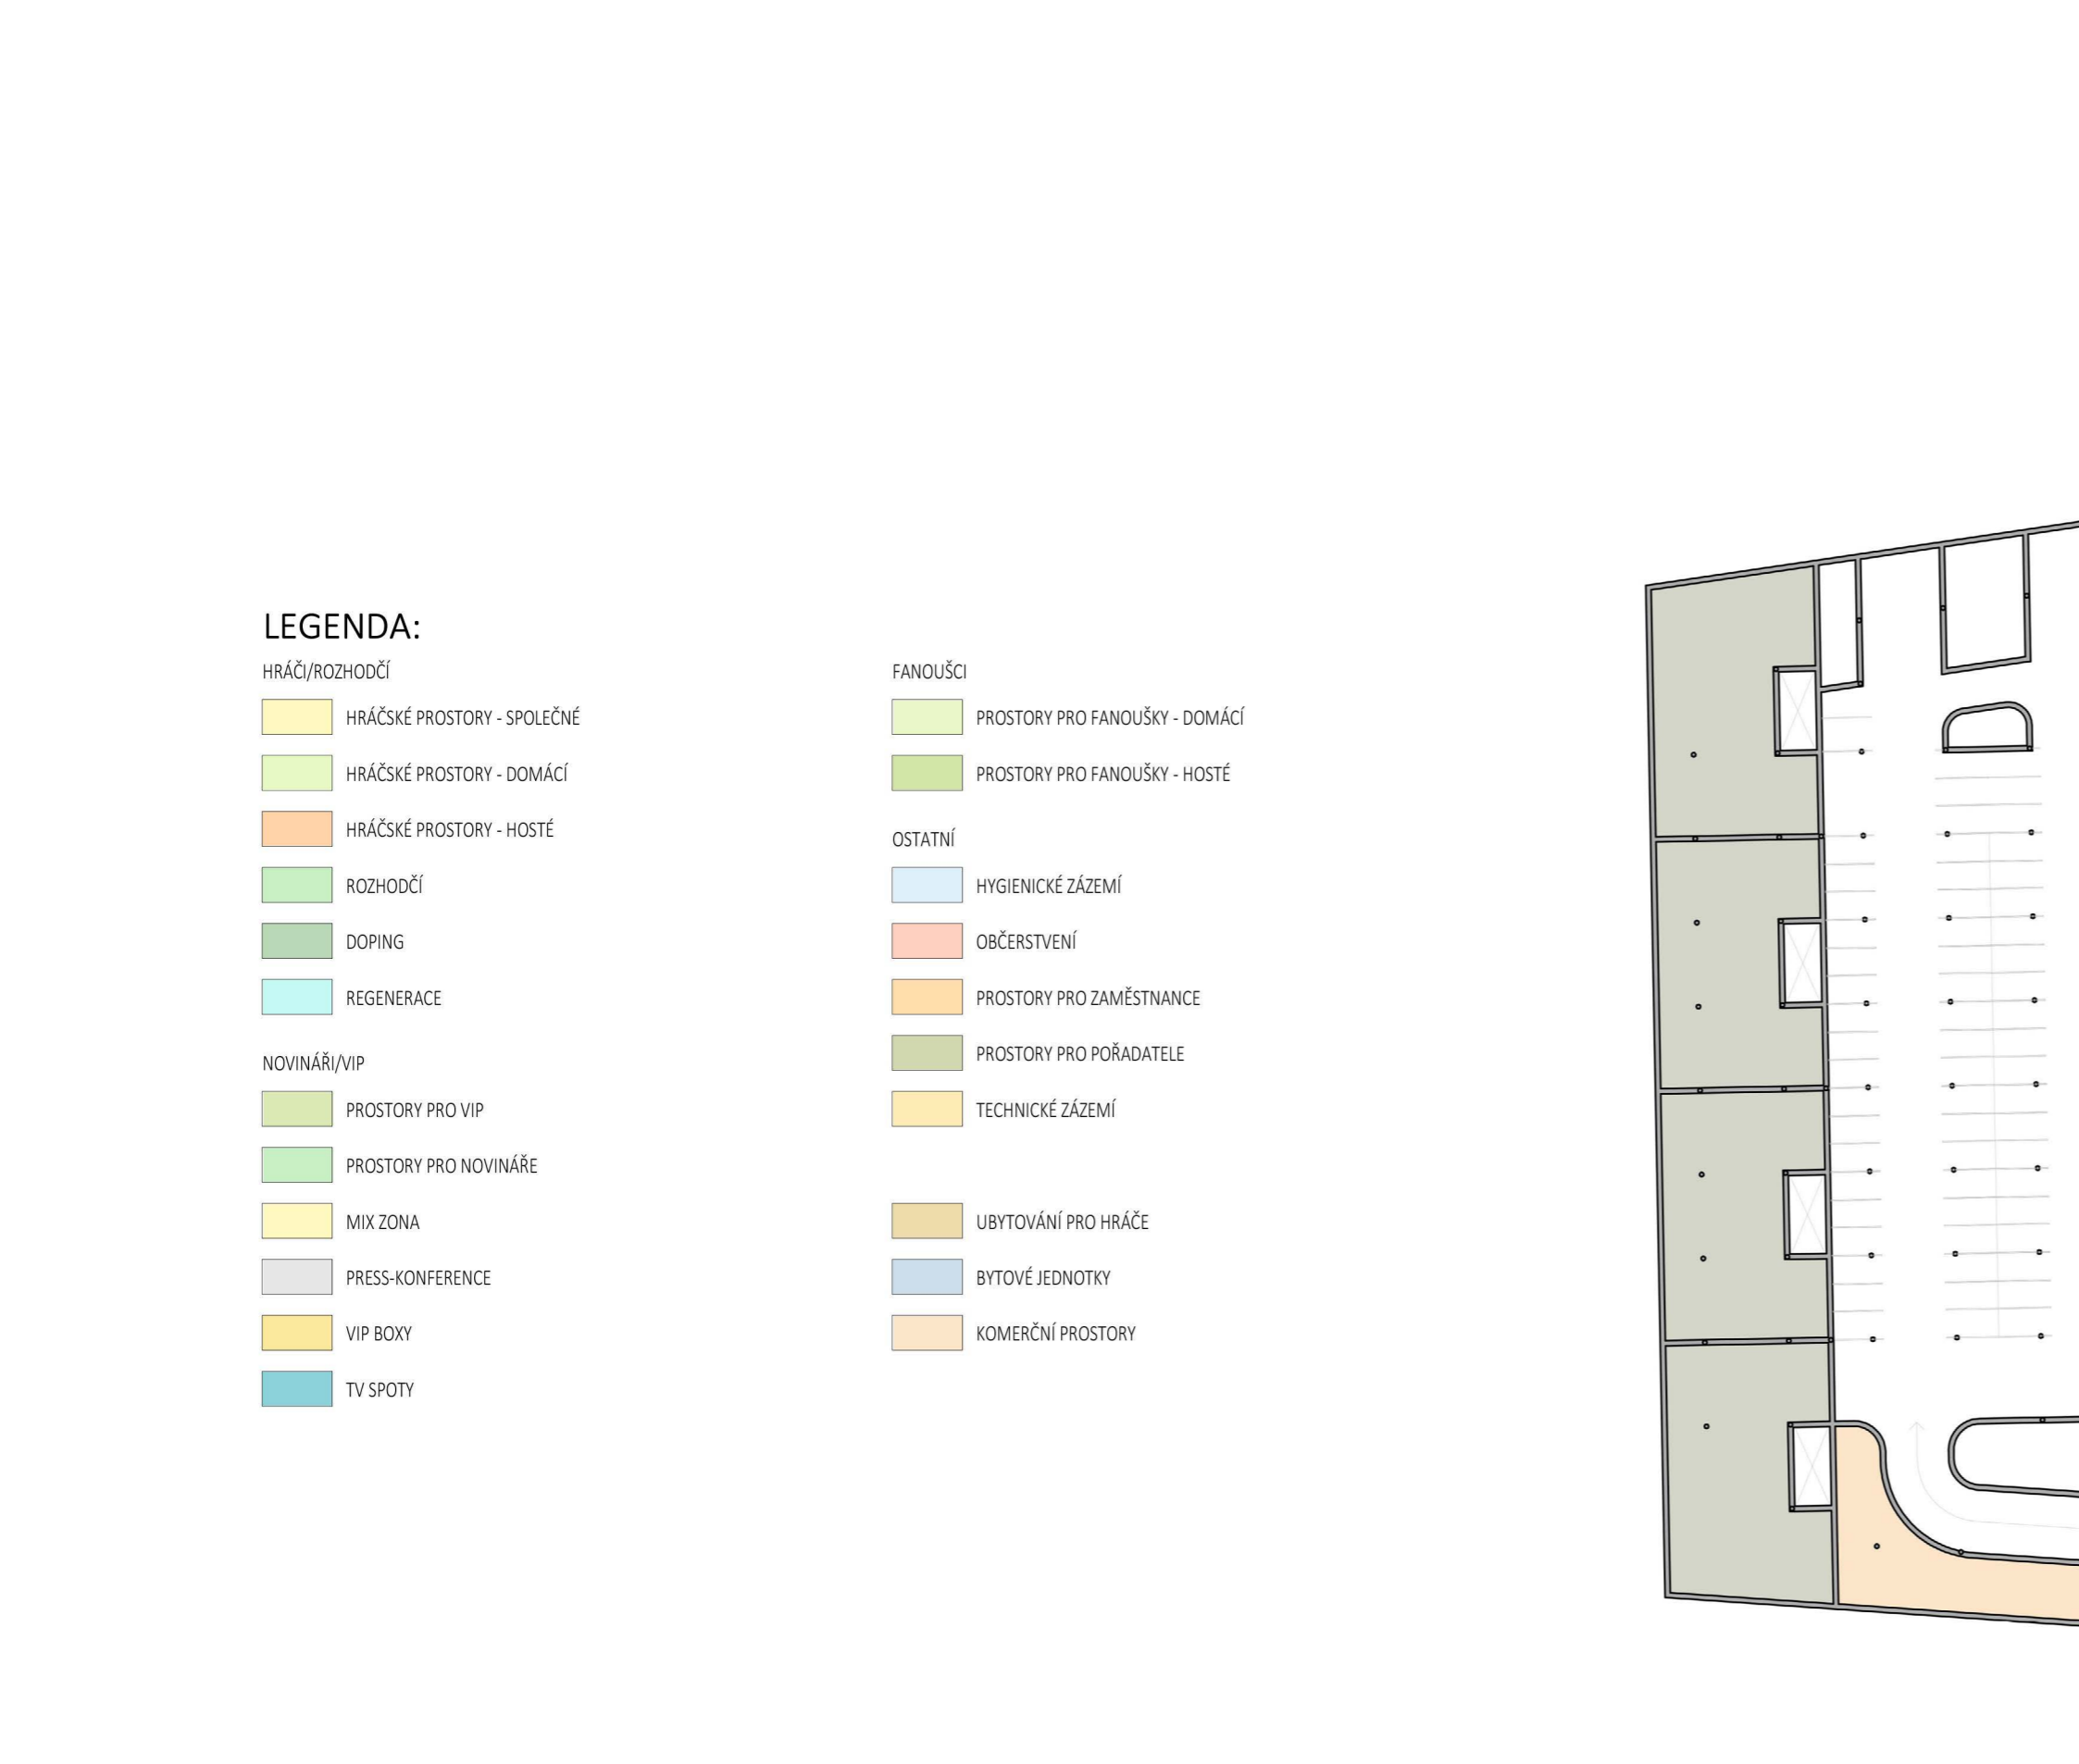 LEGENDA:
HRÁČI/ROZHODČÍ
HRÁČSKÉ PROSTORY - SPOLEČNÉ
HRÁČSKÉ PROSTORY - DOMÁCÍ
HRÁČSKÉ PROSTORY - HOSTÉ
ROZHODČÍ
DOPING
REGENERACE
NOVINÁŘI/VIP
PROSTORY PRO VIP
PROSTORY PRO NOVINÁŘE
MIX ZONA
PRESS-KONFERENCE
VIP BOXY
TV SPOTY
FANOUŠCI
PROSTORY PRO FANOUŠKY - DOMÁCÍ
PROSTORY PRO FANOUŠKY - HOSTÉ
OSTATNÍ
HYGIENICKÉ ZÁZEMÍ
OBČERSTVENÍ
PROSTORY PRO ZAMĚSTNANCE
PROSTORY PRO POŘADATELE
TECHNICKÉ ZÁZEMÍ
UBYTOVÁNÍ PRO HRÁČE
BYTOVÉ JEDNOTKY
KOMERČNÍ PROSTORY